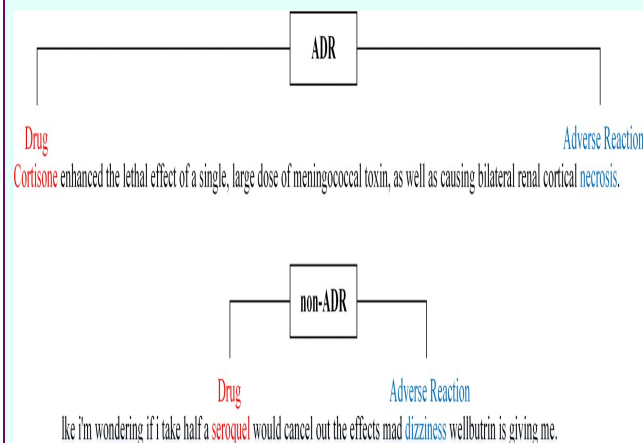 ADR
Drug Adverse Reaction
Cortisone enhanced the lethal effect of a single, large dose of meningococcal toxin, as well as causing bilateral renal cortical necrosis.
non-ADR
Drug Adverse Reaction
Ike i'm wondering if i take half a seroquel would cancel out the effects mad dizziness wellbutrin is giving me.